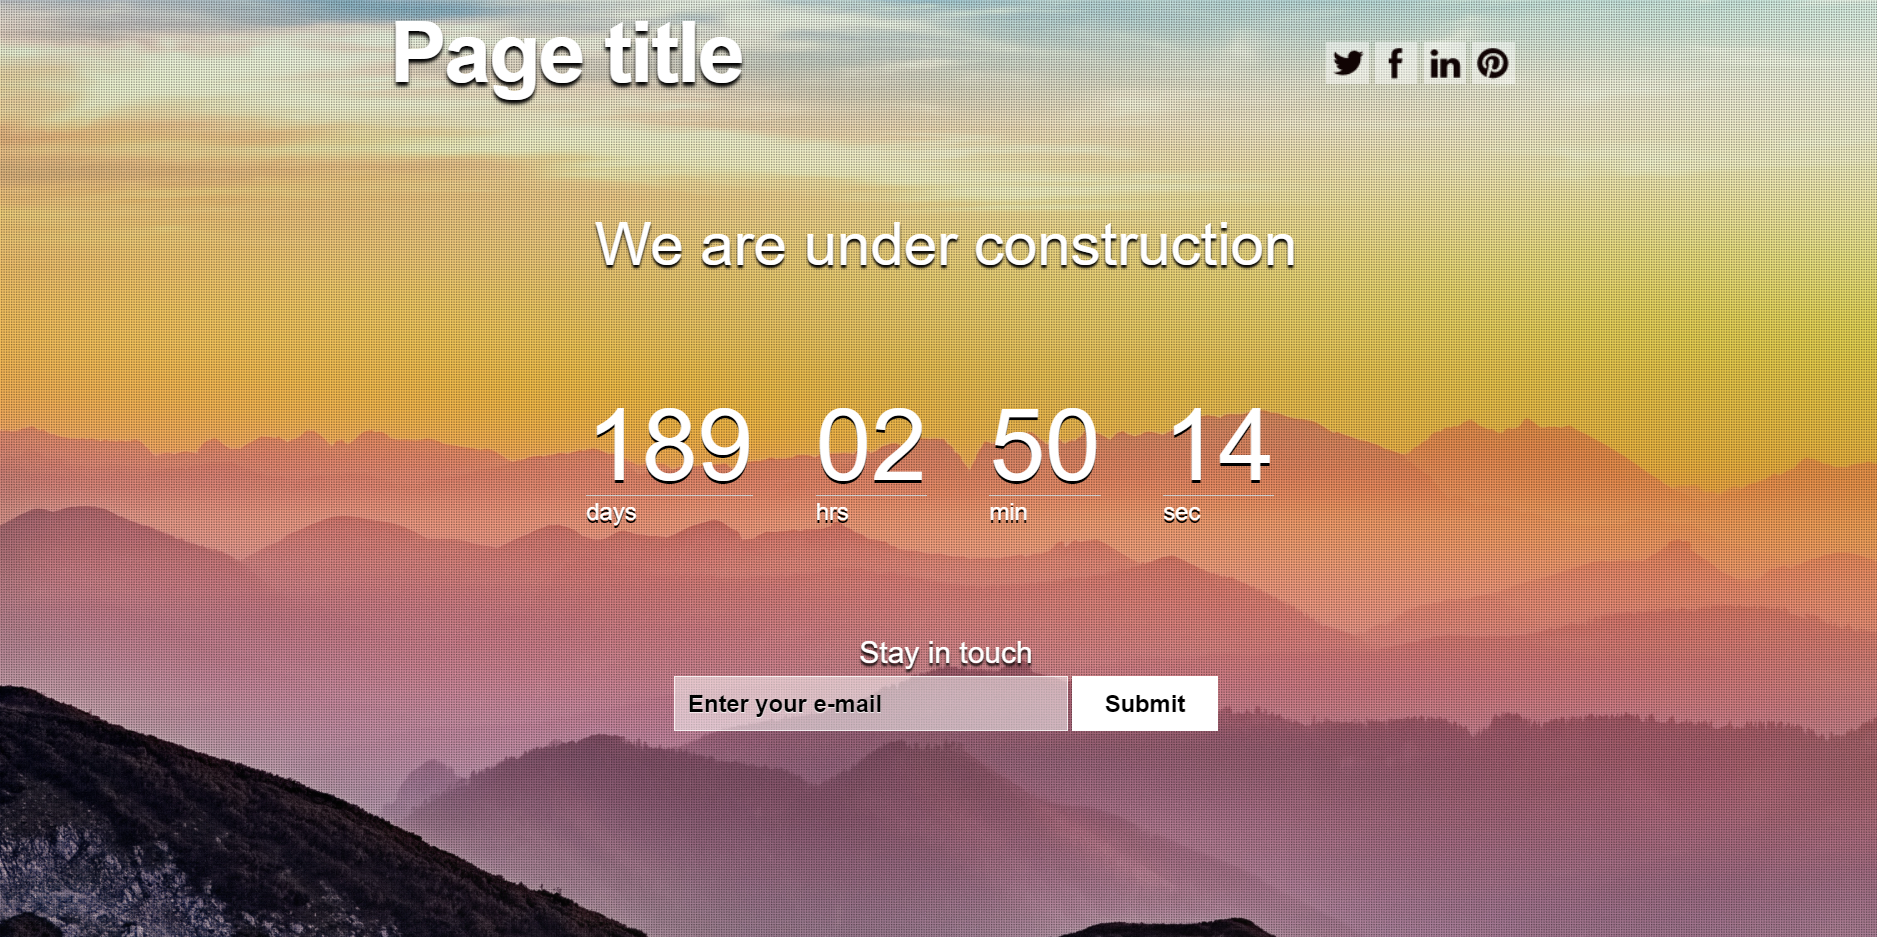 Page title
We are under construction
189 02 50 14
days hrs min sec
Stay in touch
Enter your e-mail Submit